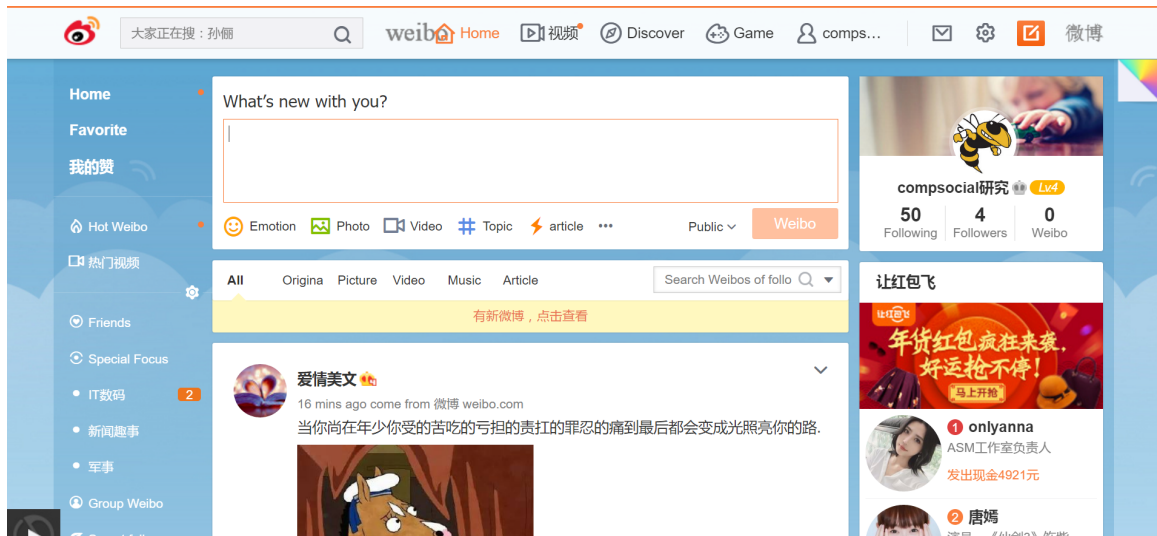 大家正在搜：孙俪
weibo
Home
视频
Discover
Game
comps...
微博
Home
Favorite
我的赞
Hot Weibo
热门视频
Friends
Special Focus
IT数码 2
新闻趣事
军事
Group Weibo
What's new with you?
Emotion Photo Video Topic article ••• Public Weibo
All Origina Picture Video Music Article Search Weibos of follo
有新微博，点击查看
爱情美文
16 mins ago come from 微博 weibo.com
当你尚在年少你受的苦吃的亏担的责扛的罪忍的痛到最后都会变成光照亮你的路.
compsocial研究 Lv4
50 4 0
Following Followers Weibo
让红包飞
让红包飞
年货红包疯狂来袭.
好运抢不停!
马上开抢
1 onlyanna
ASM工作室负责人
发出现金4921元
2 唐嫣